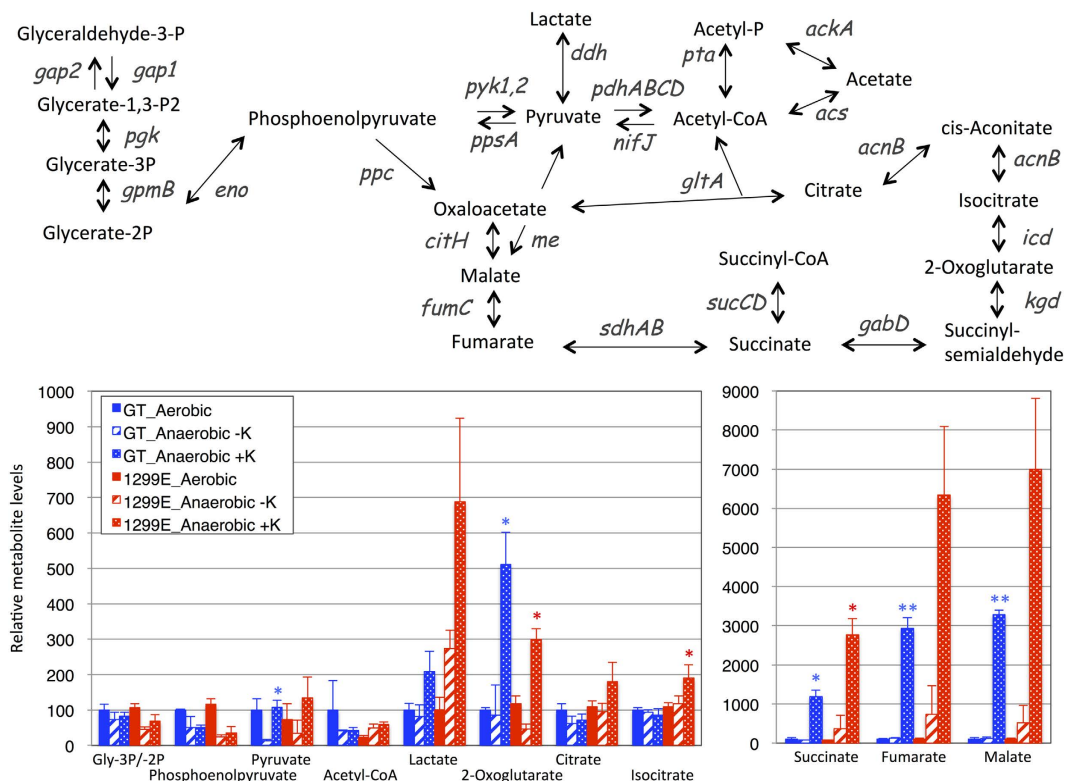 Lactate
Acetyl-P
ackA
Glyceraldehyde-3-P
ddh
pta
gap2
gap1
Acetate
pyk1,2
pdhABCD
Glycerate-1,3-P2
Phosphoenolpyruvate
Pyruvate
Acetyl-CoA
acs
cis-Aconitate
pgk
ppsA
nifJ
acnB
acnB
Glycerate-3P
ppc
gltA
Citrate
gpmB
eno
Isocitrate
Oxaloacetate
Glycerate-2P
citH
me
icd
Succinyl-CoA
2-Oxoglutarate
Malate
fumC
sucCD
kgd
sdhAB
gabD
Fumarate
Succinate
Succinyl-
semialdehyde
Relative metabolite levels
1000
900
800
700
600
500
400
300
200
100
0
GT_Aerobic
GT_Anaerobic -K
GT_Anaerobic +K
1299E_Aerobic
1299E_Anaerobic -K
1299E_Anaerobic +K
*
*
*
*
Gly-3P/-2P
Phosphoenolpyruvate
Pyruvate
Acetyl-CoA
Lactate
2-Oxoglutarate
Citrate
Isocitrate
9000
8000
7000
6000
5000
4000
3000
2000
1000
0
*
*
**
**
Succinate
Fumarate
Malate